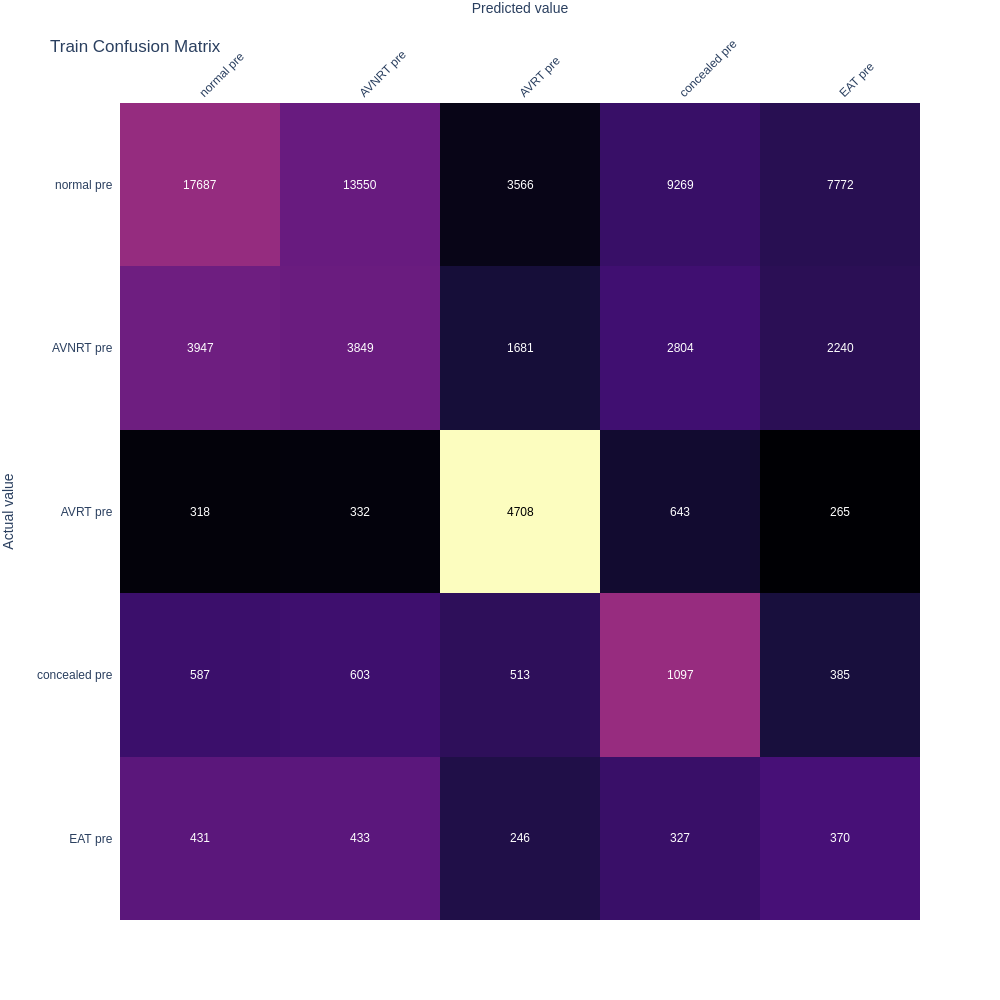 Predicted value
Train Confusion Matrix
normal pre AVNRT pre AVRT pre concealed pre EAT pre
normal pre 17687 13550 3566 9269 7772
AVNRT pre 3947 3849 1681 2804 2240
AVRT pre 318 332 4708 643 265
concealed pre 587 603 513 1097 385
EAT pre 431 433 246 327 370
Actual value